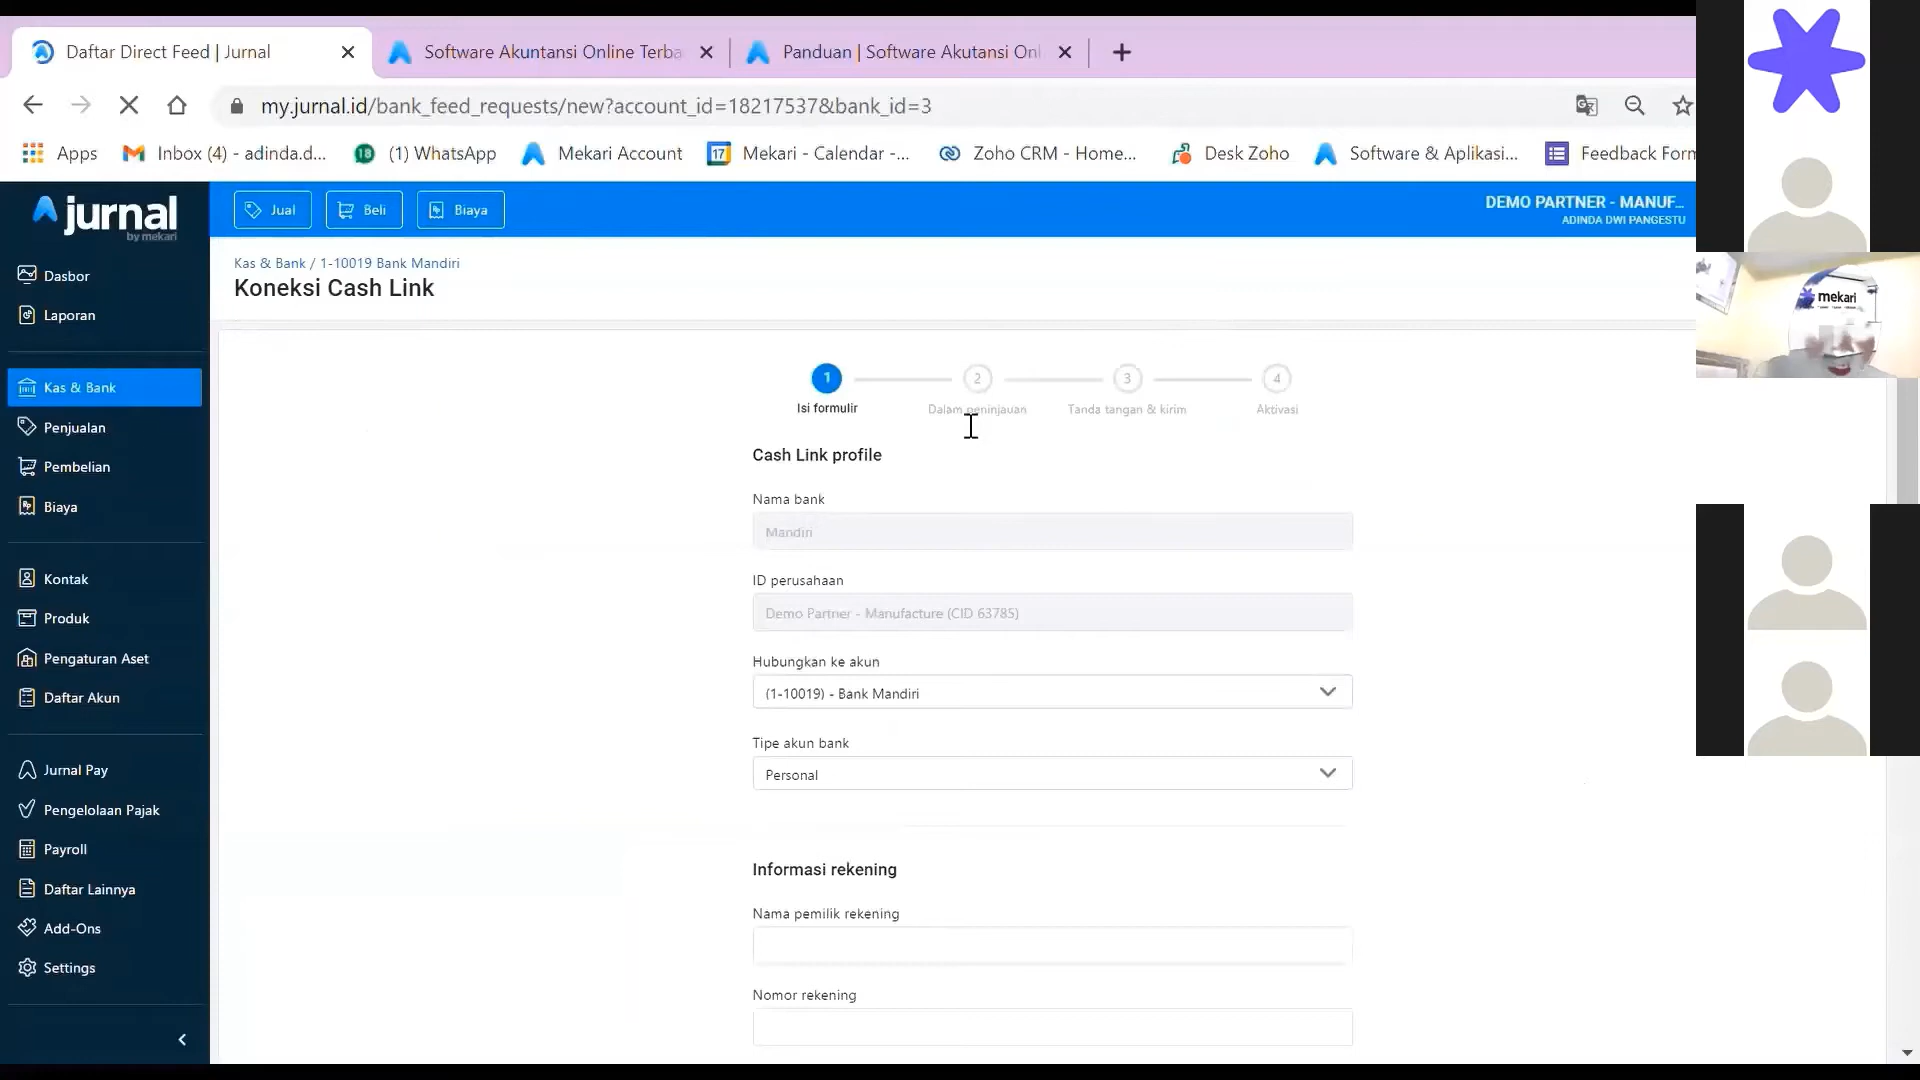 Daftar Direct Feed | Jurnal
Software Akuntansi Online Terba
Panduan | Software Akutansi Onl
my.jurnal.id/bank_feed_requests/new?account_id=18217537&bank_id=3
Apps
Inbox (4) - adinda.d...
18
(1) WhatsApp
Mekari Account
17
Mekari - Calendar -...
Zoho CRM - Home...
Desk Zoho
Software & Aplikasi...
Feedback Form
jurnal
by mekari
Jual
Beli
Biaya
DEMO PARTNER - MANUF...
ADINDA DWI PANGESTU
mekari
Dasbor
Laporan
Kas & Bank
Penjualan
Pembelian
Biaya
Kontak
Produk
Pengaturan Aset
Daftar Akun
Jurnal Pay
Pengelolaan Pajak
Payroll
Daftar Lainnya
Add-Ons
Settings
Kas & Bank / 1-10019 Bank Mandiri
Koneksi Cash Link
1
2
3
4
Isi formulir
Dalam peninjauan
Tanda tangan & kirim
Aktivasi
Cash Link profile
Nama bank
Mandiri
ID perusahaan
Demo Partner - Manufacture (CID 63785)
Hubungkan ke akun
(1-10019) - Bank Mandiri
Tipe akun bank
Personal
Informasi rekening
Nama pemilik rekening
Nomor rekening